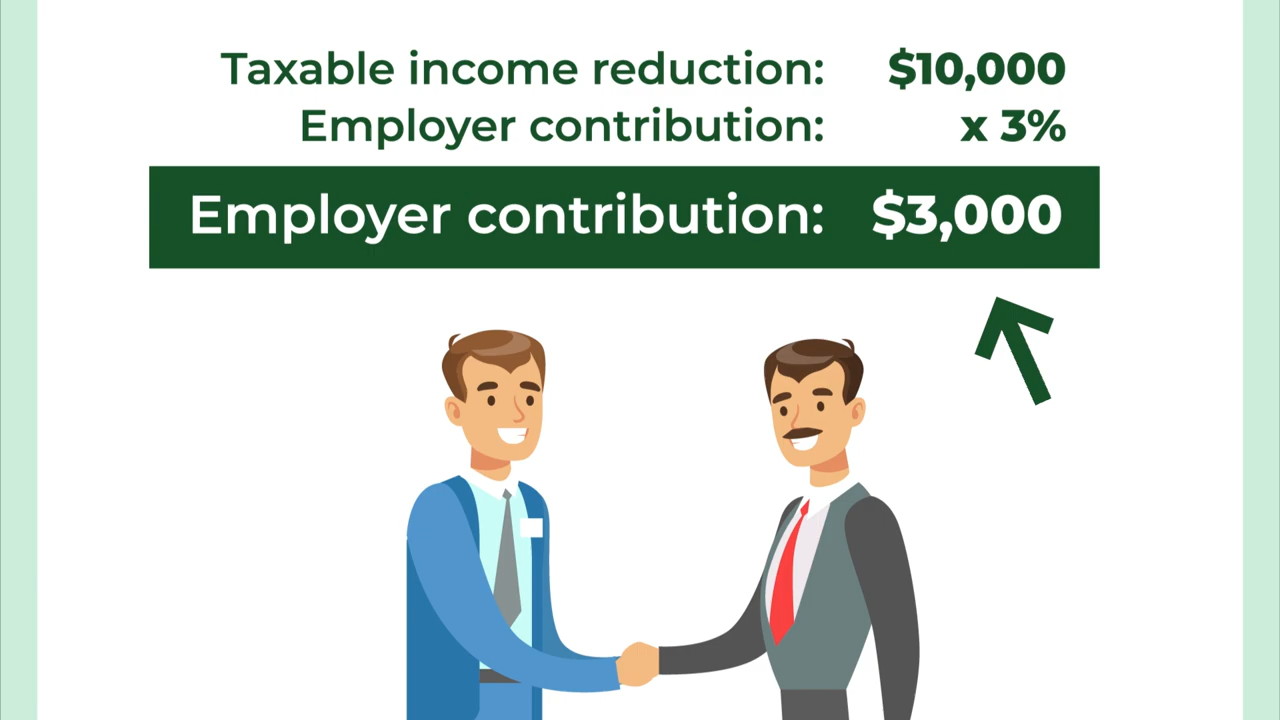 Taxable income reduction: $10,000
Employer contribution: x 3%
Employer contribution: $3,000